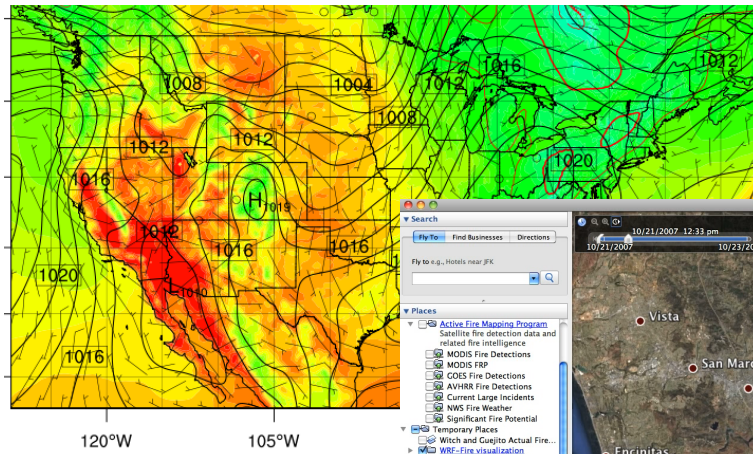 1016
1012
1008
1004
1012
1008
1012
1012
1020
1016
H 1019
1012
1016
1016
1020
L 1010
1016
120°W
105°W
Search
Fly To
Find Businesses
Directions
Fly to e.g., Hotels near JFK
Places
Active Fire Mapping Program
Satellite fire detection data and
related fire intelligence
MODIS Fire Detections
MODIS FRP
GOES Fire Detections
AVHRR Fire Detections
Current Large Incidents
NWS Fire Weather
Significant Fire Potential
Temporary Places
Witch and Guejito Actual Fire...
WRF-Fire visualization
10/21/2007 12:33 pm
10/21/2007
10/23/20
Vista
San Marc
Encinitas